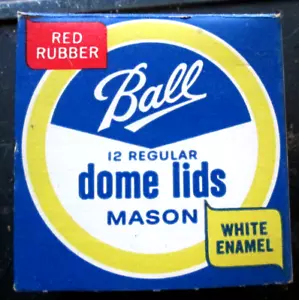 RED
RUBBER
Ball
12 REGULAR
dome lids
MASON
WHITE
ENAMEL